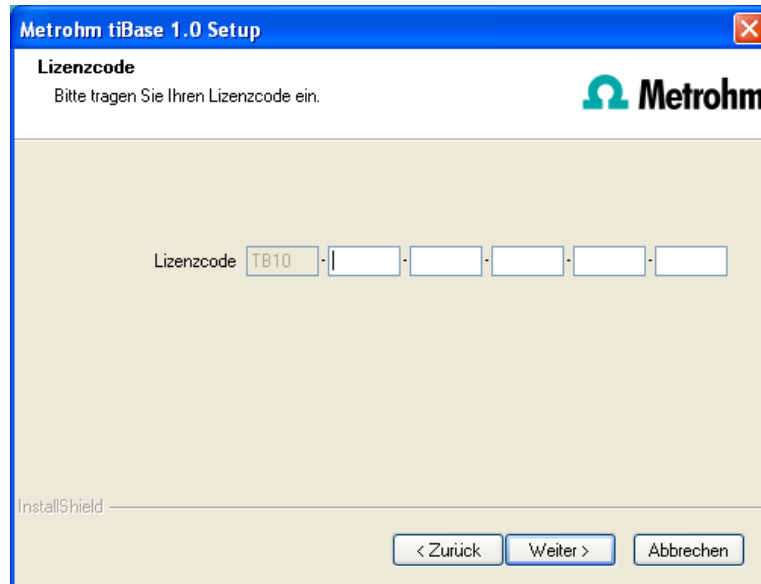 Metrohm tiBase 1.0 Setup
Lizenzcode
Bitte tragen Sie Ihren Lizenzcode ein.
Metrohm
Lizenzcode TB10 - - - - -
InstallShield
< Zurück Weiter > Abbrechen